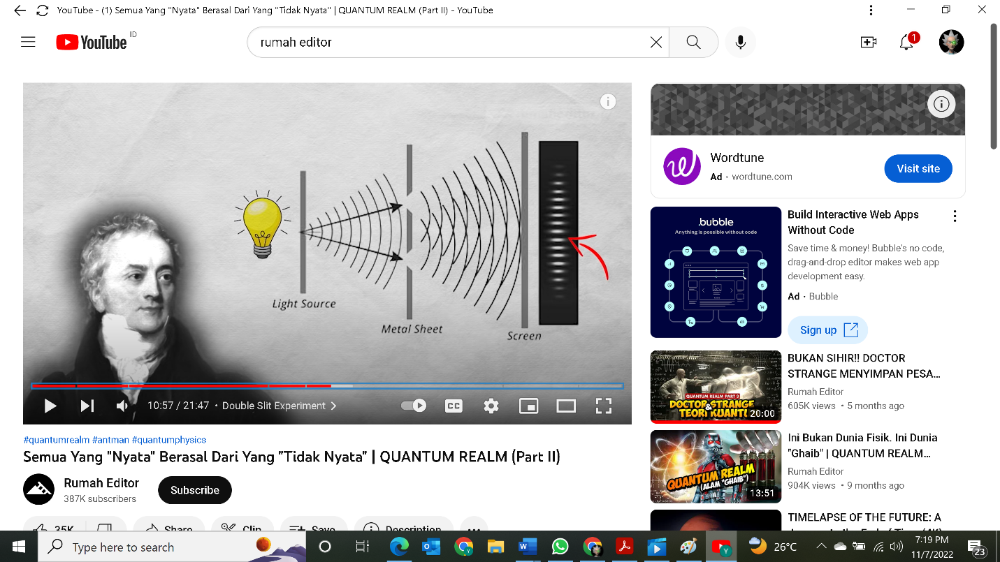 YouTube - (1) Semua Yang "Nyata" Berasal Dari Yang "Tidak Nyata" | QUANTUM REALM (Part II) - YouTube
YouTube ID
rumah editor
1
Light Source
Metal Sheet
Screen
10:57 / 21:47 • Double Slit Experiment
CC
#quantumrealm #antman #quantumphysics
Semua Yang "Nyata" Berasal Dari Yang "Tidak Nyata" | QUANTUM REALM (Part II)
Rumah Editor
387K subscribers
Subscribe
35K
Share
Clip
Save
Description
Wordtune
Ad · wordtune.com
Visit site
.bubble
Anything is possible without code
Build Interactive Web Apps
Without Code
Save time & money! Bubble's no code,
drag-and-drop editor makes web app
development easy.
Ad · Bubble
Sign up
QUANTUM REALM PART 3
DOCTOR STRANGE
&
TEORI KUANTUM
20:00
BUKAN SIHIR!! DOCTOR
STRANGE MENYIMPAN PESA...
Rumah Editor
605K views • 5 months ago
QUANTUM REALM
(ALAM "GHAIB")
13:51
Ini Bukan Dunia Fisik. Ini Dunia
"Ghaib" | QUANTUM REALM...
Rumah Editor
904K views • 9 months ago
TIMELAPSE OF THE FUTURE: A
Type here to search
26°C
7:19 PM
11/7/2022
23